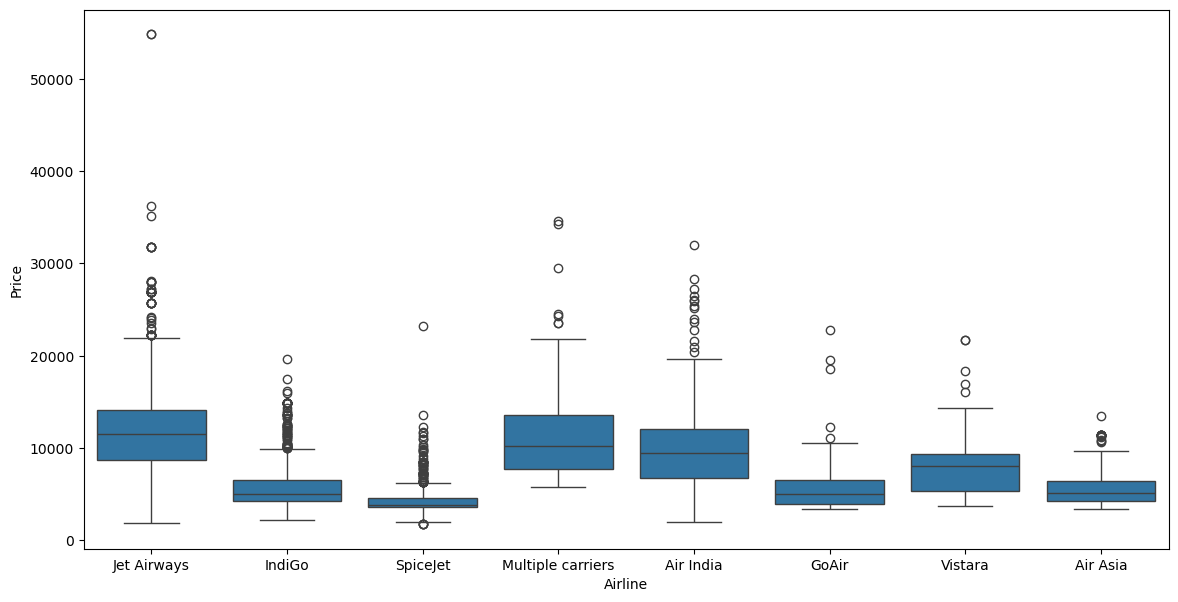 50000
40000
30000
20000
10000
0
Price
Jet Airways IndiGo SpiceJet Multiple carriers Air India GoAir Vistara Air Asia
Airline